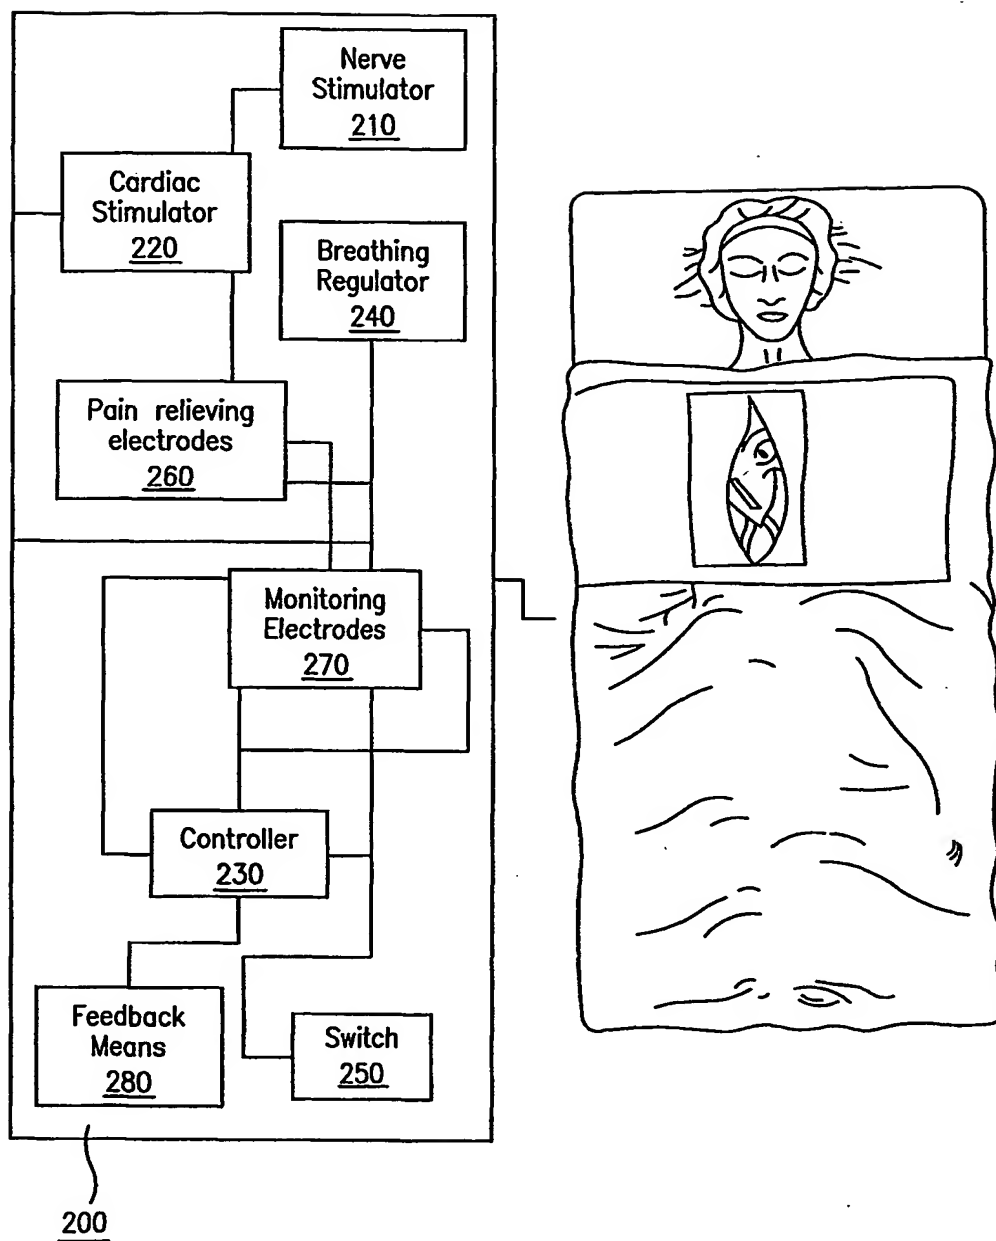 Nerve
Stimulator
210
Cardiac
Stimulator
220
Breathing
Regulator
240
Pain relieving
electrodes
260
Monitoring
Electrodes
270
Controller
230
Feedback
Means
280
Switch
250
200